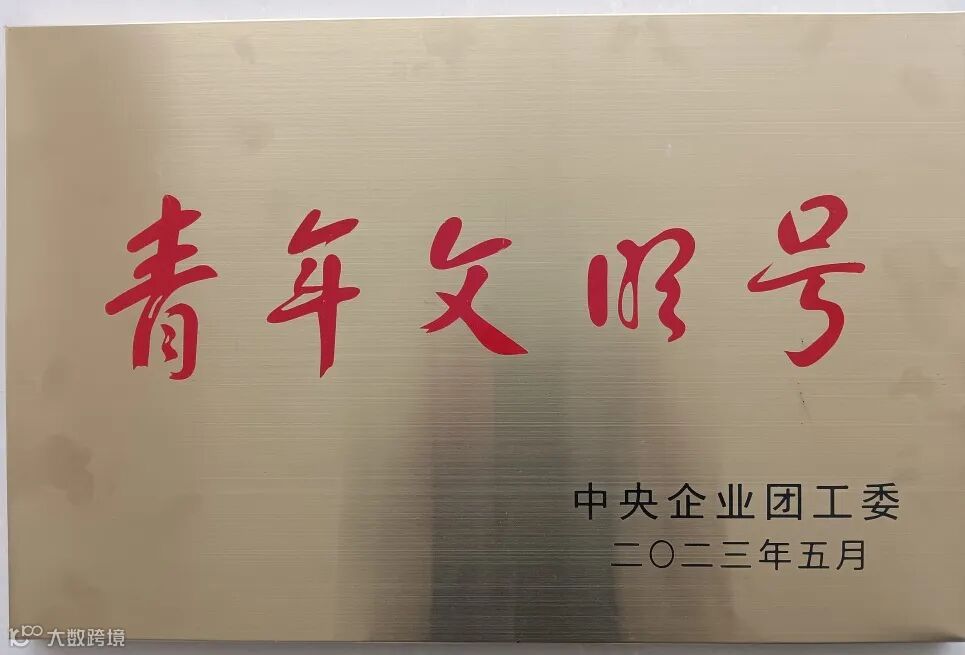 青年文明号
中央企业团工委
二〇二三年五月
大数跨境